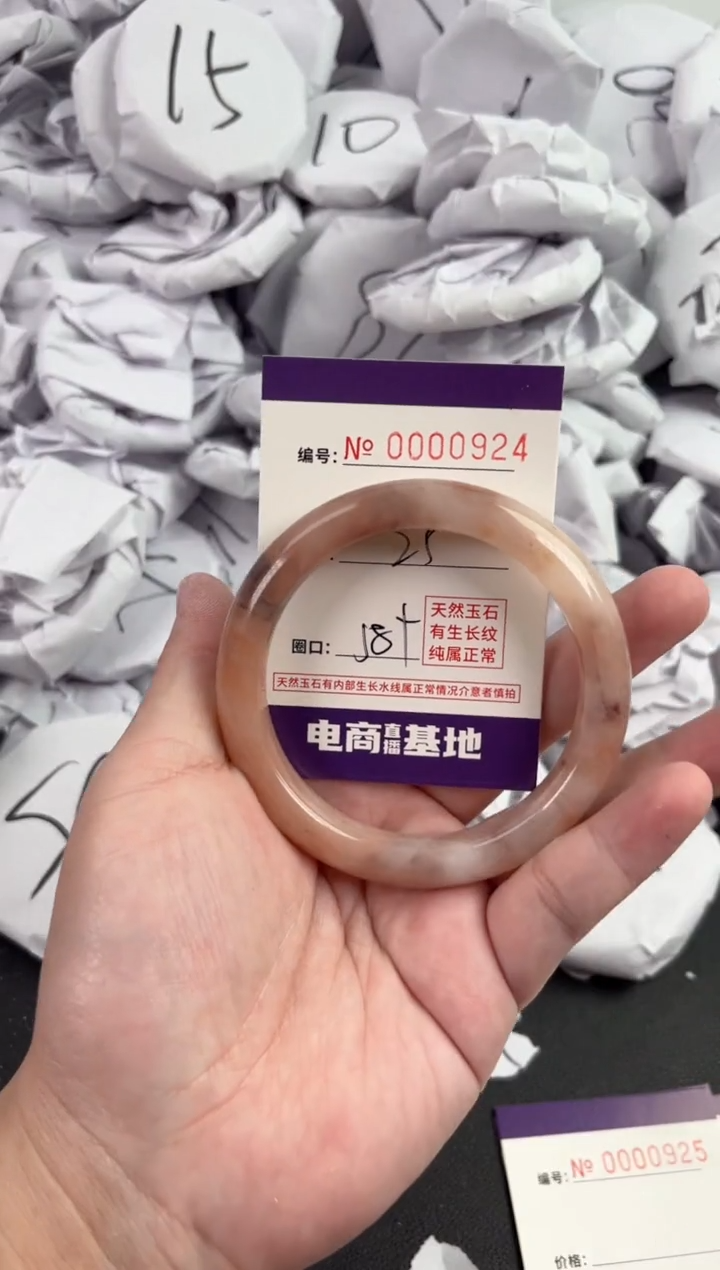 15
10
编号: № 0000924
25
圈口: 58+
天然玉石
有生长纹
纯属正常
天然玉石有内部生长水线属正常情况介意者慎拍
电商直播基地
编号: № 0000925
价格: